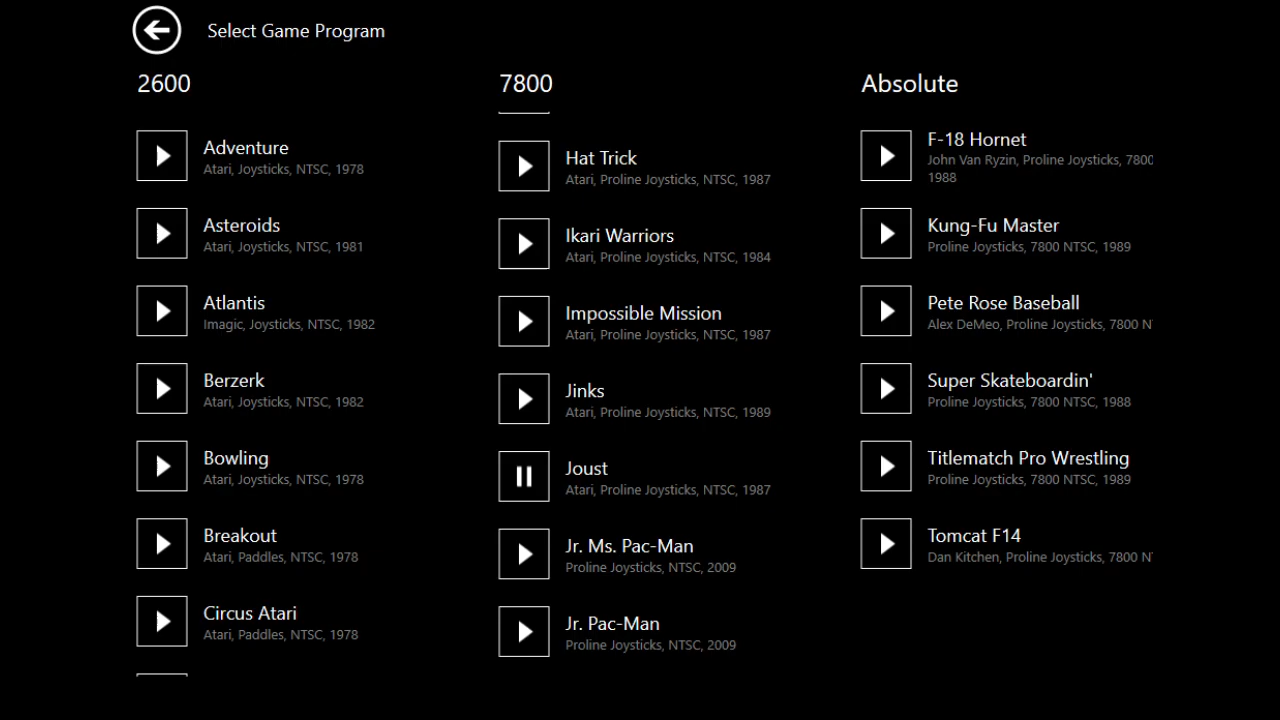 Select Game Program
2600
Adventure
Atari, Joysticks, NTSC, 1978
Asteroids
Atari, Joysticks, NTSC, 1981
Atlantis
Imagic, Joysticks, NTSC, 1982
Berzerk
Atari, Joysticks, NTSC, 1982
Bowling
Atari, Joysticks, NTSC, 1978
Breakout
Atari, Paddles, NTSC, 1978
Circus Atari
Atari, Paddles, NTSC, 1978
7800
Hat Trick
Atari, Proline Joysticks, NTSC, 1987
Ikari Warriors
Atari, Proline Joysticks, NTSC, 1984
Impossible Mission
Atari, Proline Joysticks, NTSC, 1987
Jinks
Atari, Proline Joysticks, NTSC, 1989
Joust
Atari, Proline Joysticks, NTSC, 1987
Jr. Ms. Pac-Man
Proline Joysticks, NTSC, 2009
Jr. Pac-Man
Proline Joysticks, NTSC, 2009
Absolute
F-18 Hornet
John Van Ryzin, Proline Joysticks, 7800
1988
Kung-Fu Master
Proline Joysticks, 7800 NTSC, 1989
Pete Rose Baseball
Alex DeMeo, Proline Joysticks, 7800 N
Super Skateboardin'
Proline Joysticks, 7800 NTSC, 1988
Titlematch Pro Wrestling
Proline Joysticks, 7800 NTSC, 1989
Tomcat F14
Dan Kitchen, Proline Joysticks, 7800 N